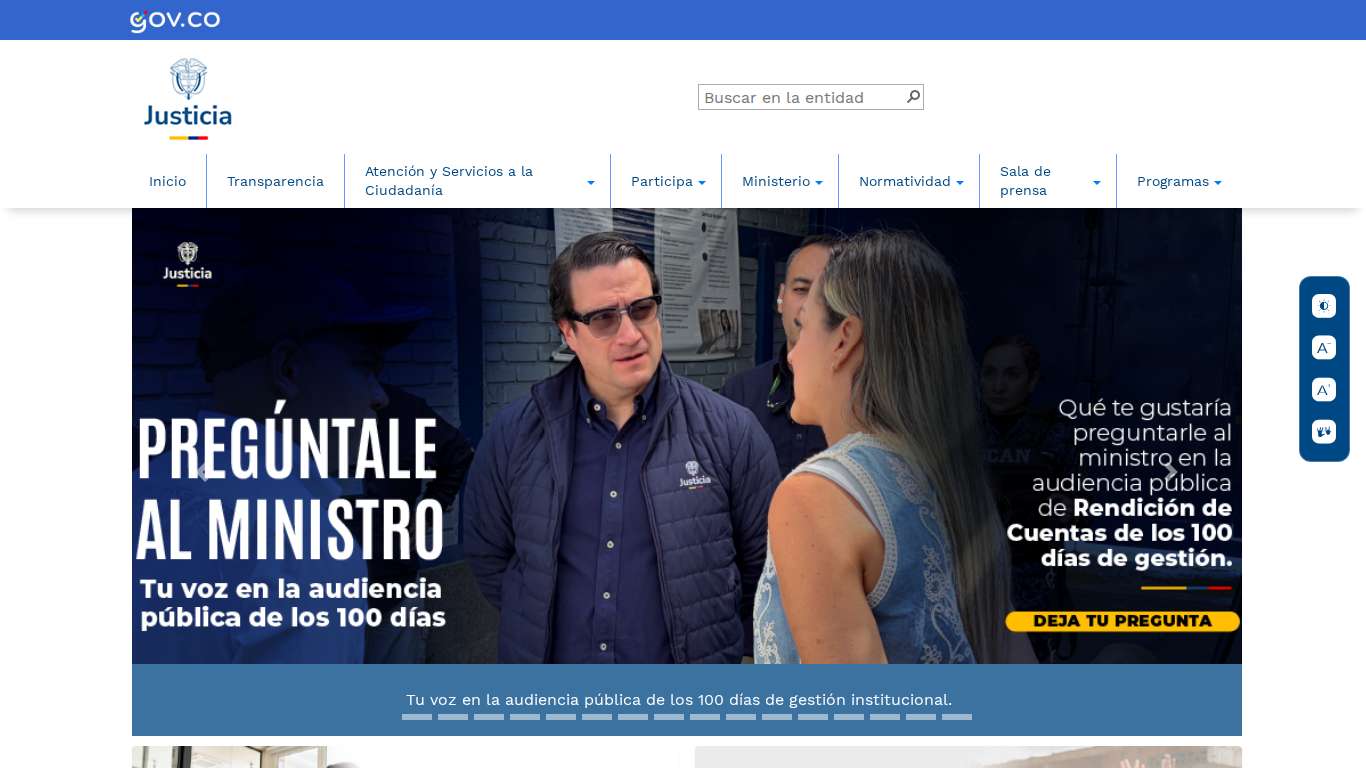 GOV.CO
Justicia
Buscar en la entidad
Inicio
Transparencia
Atención y Servicios a la
Ciudadanía
Participa
Ministerio
Normatividad
Sala de
prensa
Programas
Justicia
PREGÚNTALE
AL MINISTRO
Tu voz en la audiencia
pública de los 100 días
Justicia
Qué te gustaría
preguntarle al
ministro en la
audiencia pública
de Rendición de
Cuentas de los 100
días de gestión.
DEJA TU PREGUNTA
Tu voz en la audiencia pública de los 100 días de gestión institucional.
A-
A+